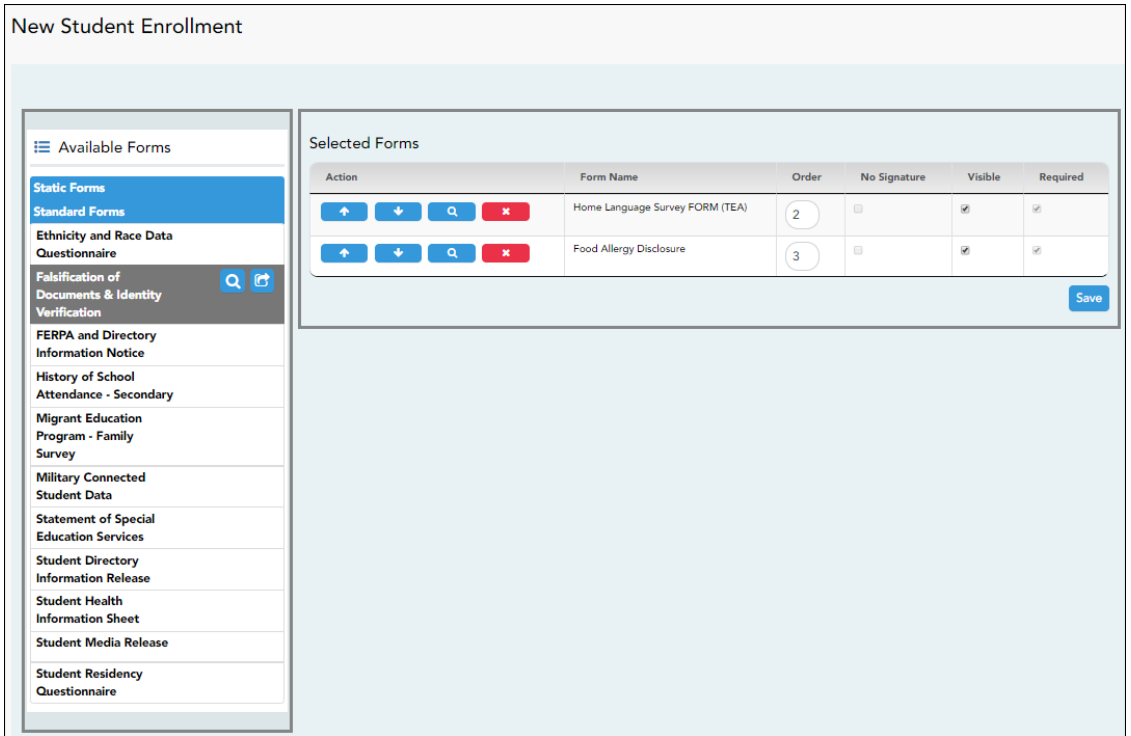 New Student Enrollment
Available Forms
Static Forms
Standard Forms
Ethnicity and Race Data
Questionnaire
Falsification of
Documents & Identity
Verification
FERPA and Directory
Information Notice
History of School
Attendance - Secondary
Migrant Education
Program - Family
Survey
Military Connected
Student Data
Statement of Special
Education Services
Student Directory
Information Release
Student Health
Information Sheet
Student Media Release
Student Residency
Questionnaire
Selected Forms
Action Form Name Order No Signature Visible Required
Home Language Survey FORM (TEA) 2
Food Allergy Disclosure 3
Save